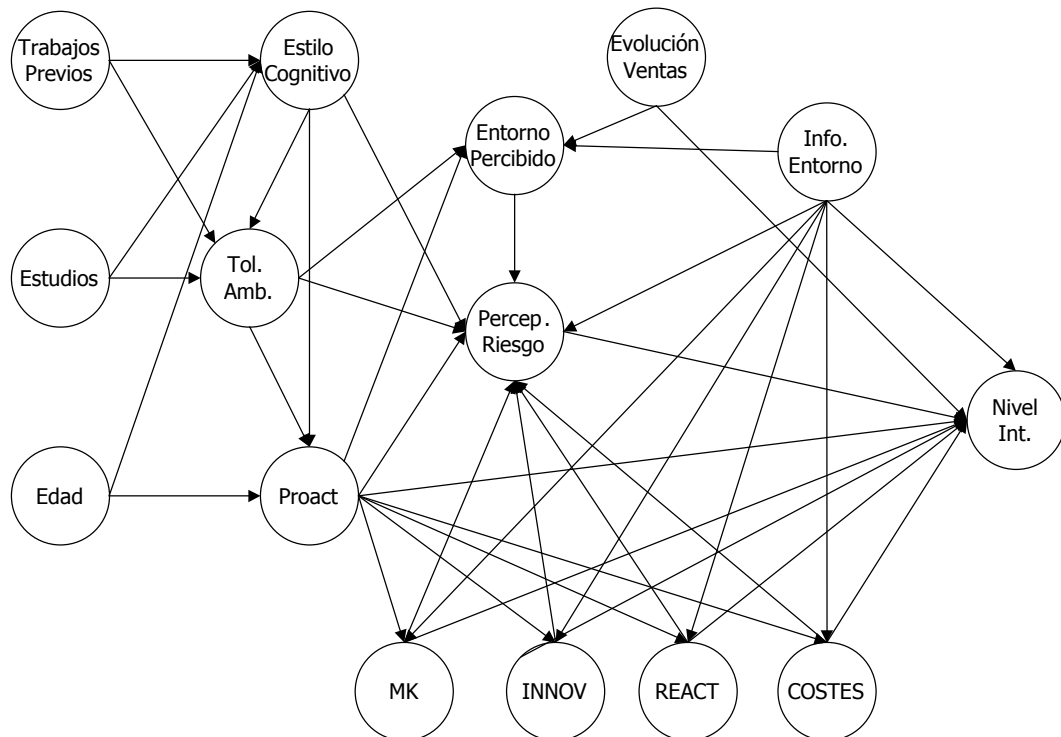 Trabajos
Previos
Estilo
Cognitivo
Evolución
Ventas
Entorno
Percibido
Info.
Entorno
Estudios
Tol.
Amb.
Percep.
Riesgo
Nivel
Int.
Edad
Proact
MK
INNOV
REACT
COSTES